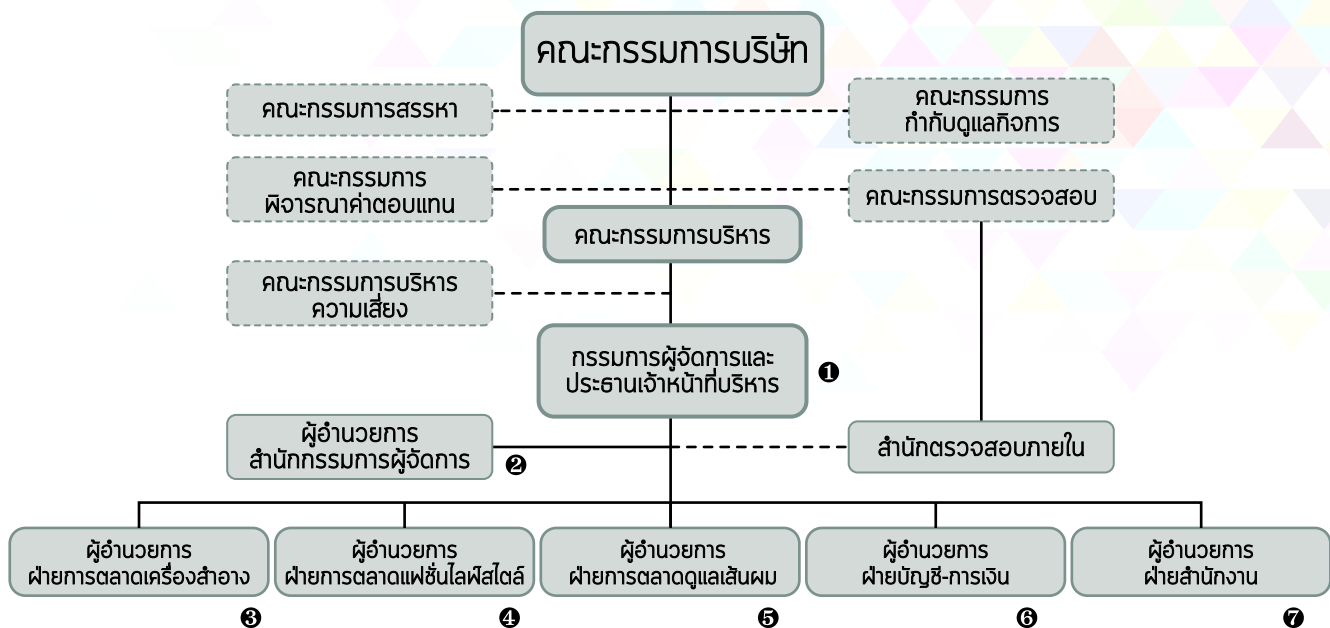 คณะกรรมการบริษัท
คณะกรรมการสรรหา
คณะกรรมการ
กำกับดูแลกิจการ
คณะกรรมการ
พิจารณาค่าตอบแทน
คณะกรรมการตรวจสอบ
คณะกรรมการบริหาร
คณะกรรมการบริหาร
ความเสี่ยง
กรรมการผู้จัดการและ
ประธานเจ้าหน้าที่บริหาร
❶
ผู้อำนวยการ
สำนักกรรมการผู้จัดการ
❷
สำนักตรวจสอบภายใน
ผู้อำนวยการ
ฝ่ายการตลาดเครื่องสำอาง
❸
ผู้อำนวยการ
ฝ่ายการตลาดแฟชั่นไลฟ์สไตล์
❹
ผู้อำนวยการ
ฝ่ายการตลาดดูแลเส้นผม
❺
ผู้อำนวยการ
ฝ่ายบัญชี-การเงิน
❻
ผู้อำนวยการ
ฝ่ายสำนักงาน
❼